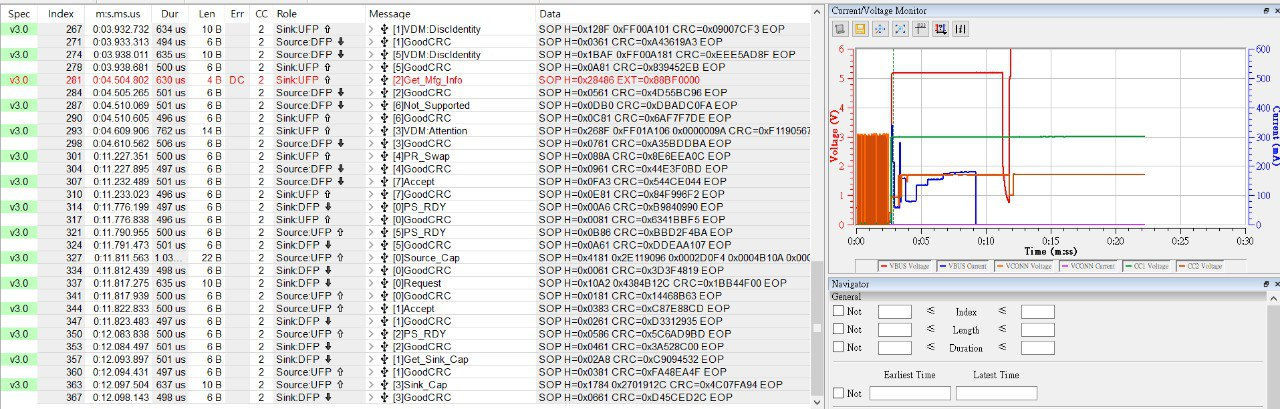 Spec Index m:s.ms.us Dur Len Err CC Role Message Data
v3.0 267 0:03.932.732 634 us 10 B 2 Sink:UFP [1]VDM:DiscIdentity SOP H=0x128F 0xFF00A101 CRC=0x09007CF3 EOP
271 0:03.933.313 494 us 6 B 2 Source:DFP [1]GoodCRC SOP H=0x0361 CRC=0xA43619A3 EOP
v3.0 274 0:03.938.011 635 us 10 B 2 Source:DFP [5]VDM:DiscIdentity SOP H=0x1BAF 0xFF00A181 CRC=0xEDE5AD8F EOP
278 0:03.938.681 500 us 6 B 2 Sink:UFP [5]GoodCRC SOP H=0x0A81 CRC=0x839452EB EOP
v3.0 281 0:04.504.802 630 us 4 B DC 2 Sink:UFP [2]Get_Mfg_Info SOP H=0x28486 EXT=0x88BF0000
284 0:04.505.269 501 us 6 B 2 Source:DFP [2]GoodCRC SOP H=0x0561 CRC=0x4D55BC96 EOP
v3.0 287 0:04.510.069 501 us 6 B 2 Source:DFP [6]Not_Supported SOP H=0x0DB0 CRC=0xDBADC0FA EOP
290 0:04.510.624 496 us 6 B 2 Sink:UFP [6]GoodCRC SOP H=0x0C81 CRC=0x6AF7F7DE EOP
v3.0 293 0:04.609.906 762 us 14 B 2 Sink:UFP [3]VDM:Attention SOP H=0x268F 0xFF01A106 0x0000009A CRC=0xF1190567
298 0:04.610.562 506 us 6 B 2 Source:DFP [3]GoodCRC SOP H=0x0761 CRC=0xA35BDDBA EOP
v3.0 301 0:11.227.351 500 us 6 B 2 Sink:UFP [4]PR_Swap SOP H=0x088A CRC=0x8E6EEA0C EOP
304 0:11.227.895 497 us 6 B 2 Source:DFP [4]GoodCRC SOP H=0x0961 CRC=0x44E3F0BD EOP
v3.0 307 0:11.232.489 501 us 6 B 2 Source:DFP [7]Accept SOP H=0x0FA3 CRC=0x544CE044 EOP
310 0:11.233.023 496 us 6 B 2 Sink:UFP [7]GoodCRC SOP H=0x0E81 CRC=0x84F998F2 EOP
v3.0 314 0:11.776.199 497 us 6 B 2 Sink:DFP [0]PS_RDY SOP H=0x00A6 CRC=0xB9840990 EOP
317 0:11.776.838 496 us 6 B 2 Sink:UFP [0]GoodCRC SOP H=0x0081 CRC=0x6341BBF5 EOP
v3.0 321 0:11.790.955 500 us 6 B 2 Source:UFP [5]PS_RDY SOP H=0x0B86 CRC=0xBBD2F4BA EOP
324 0:11.791.473 501 us 6 B 2 Sink:DFP [5]GoodCRC SOP H=0x0A61 CRC=0xDDEAA107 EOP
v3.0 327 0:11.811.563 1.03... 22 B 2 Source:UFP [0]Source_Cap SOP H=0x4181 0x2E119096 0x0002D0F4 0x0004B10A 0x000
334 0:11.812.439 498 us 6 B 2 Sink:DFP [0]GoodCRC SOP H=0x0061 CRC=0x3D3F4819 EOP
v3.0 337 0:11.817.275 635 us 10 B 2 Sink:DFP [0]Request SOP H=0x10A2 0x4384B12C CRC=0x1BB44F00 EOP
341 0:11.817.939 500 us 6 B 2 Source:UFP [0]GoodCRC SOP H=0x0181 CRC=0x14468B63 EOP
v3.0 344 0:11.822.833 500 us 6 B 2 Source:UFP [1]Accept SOP H=0x0383 CRC=0xC87E88CD EOP
347 0:11.823.483 497 us 6 B 2 Sink:DFP [1]GoodCRC SOP H=0x0261 CRC=0xD3312935 EOP
v3.0 350 0:12.083.838 500 us 6 B 2 Source:UFP [2]PS_RDY SOP H=0x0586 CRC=0x5C6AD9BD EOP
353 0:12.084.497 501 us 6 B 2 Sink:DFP [2]GoodCRC SOP H=0x0461 CRC=0x3A528C00 EOP
v3.0 357 0:12.093.897 501 us 6 B 2 Sink:DFP [1]Get_Sink_Cap SOP H=0x02A8 CRC=0xC9094532 EOP
360 0:12.094.431 497 us 6 B 2 Source:UFP [1]GoodCRC SOP H=0x0381 CRC=0xFA48EA4F EOP
v3.0 363 0:12.097.504 637 us 10 B 2 Source:UFP [3]Sink_Cap SOP H=0x1784 0x2701912C CRC=0x4C07FA94 EOP
367 0:12.098.143 498 us 6 B 2 Sink:DFP [3]GoodCRC SOP H=0x0661 CRC=0xD45CED2C EOP
Current/Voltage Monitor
6 5 4 3 2 1 0
Voltage (V)
600 500 400 300 200 100 0
Current (mA)
0:00 0:05 0:10 0:15 0:20 0:25 0:30
Time (m:ss)
VBUS Voltage VBUS Current VCONN Voltage VCONN Current CC1 Voltage CC2 Voltage
Navigator
General
Not ≤ Index ≤
Not ≤ Length ≤
Not ≤ Duration ≤
Earliest Time Latest Time
Not